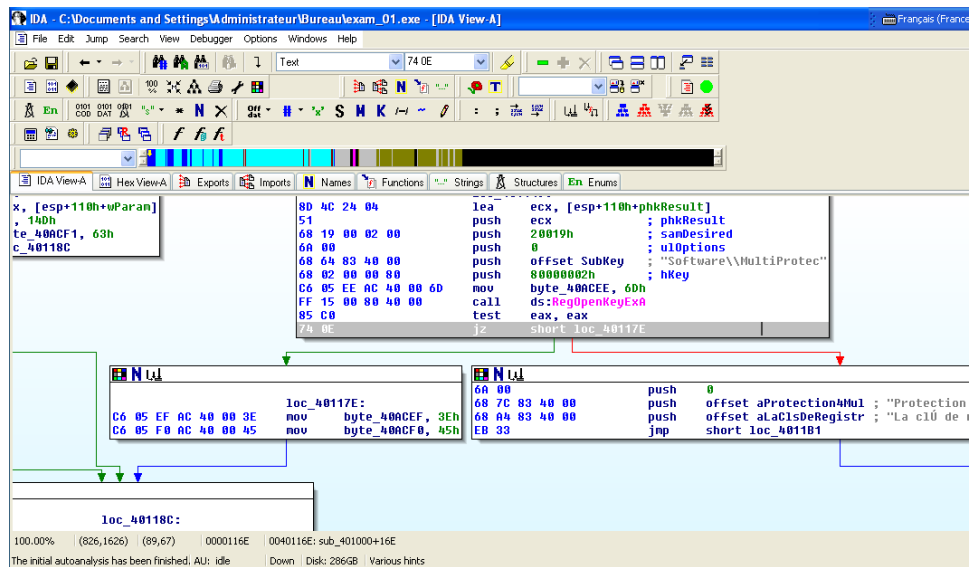 IDA - C:\Documents and Settings\Administrateur\Bureau\exam_01.exe - [IDA View-A]
Français (France
File Edit Jump Search View Debugger Options Windows Help
Text
74 0E
IDA View-A
Hex View-A
Exports
Imports
Names
Functions
Strings
Structures
En Enums
x, [esp+110h+wParam]
, 14Dh
te_40ACF1, 63h
c_40118C
8D 4C 24 04 lea ecx, [esp+110h+phkResult]
51 push ecx ; phkResult
68 19 00 02 00 push 20019h ; samDesired
6A 00 push 0 ; ulOptions
68 64 83 40 00 push offset SubKey ; "Software\\MultiProtec"
68 02 00 00 80 push 80000002h ; hKey
C6 05 EE AC 40 00 6D mov byte_40ACEE, 6Dh
FF 15 00 80 40 00 call ds:RegOpenKeyExA
85 C0 test eax, eax
74 0E jz short loc_40117E
loc_40117E:
C6 05 EF AC 40 00 3E mov byte_40ACEF, 3Eh
C6 05 F0 AC 40 00 45 mov byte_40ACF0, 45h
6A 00 push 0
68 7C 83 40 00 push offset aProtection4Mul ; "Protection
68 A4 83 40 00 push offset aLaClsDeRegistr ; "La clÚ de
EB 33 jmp short loc_4011B1
loc_40118C:
100.00% (826,1626) (89,67) 0000116E 0040116E: sub_401000+16E
The initial autoanalysis has been finished. AU: idle Down Disk: 286GB Various hints